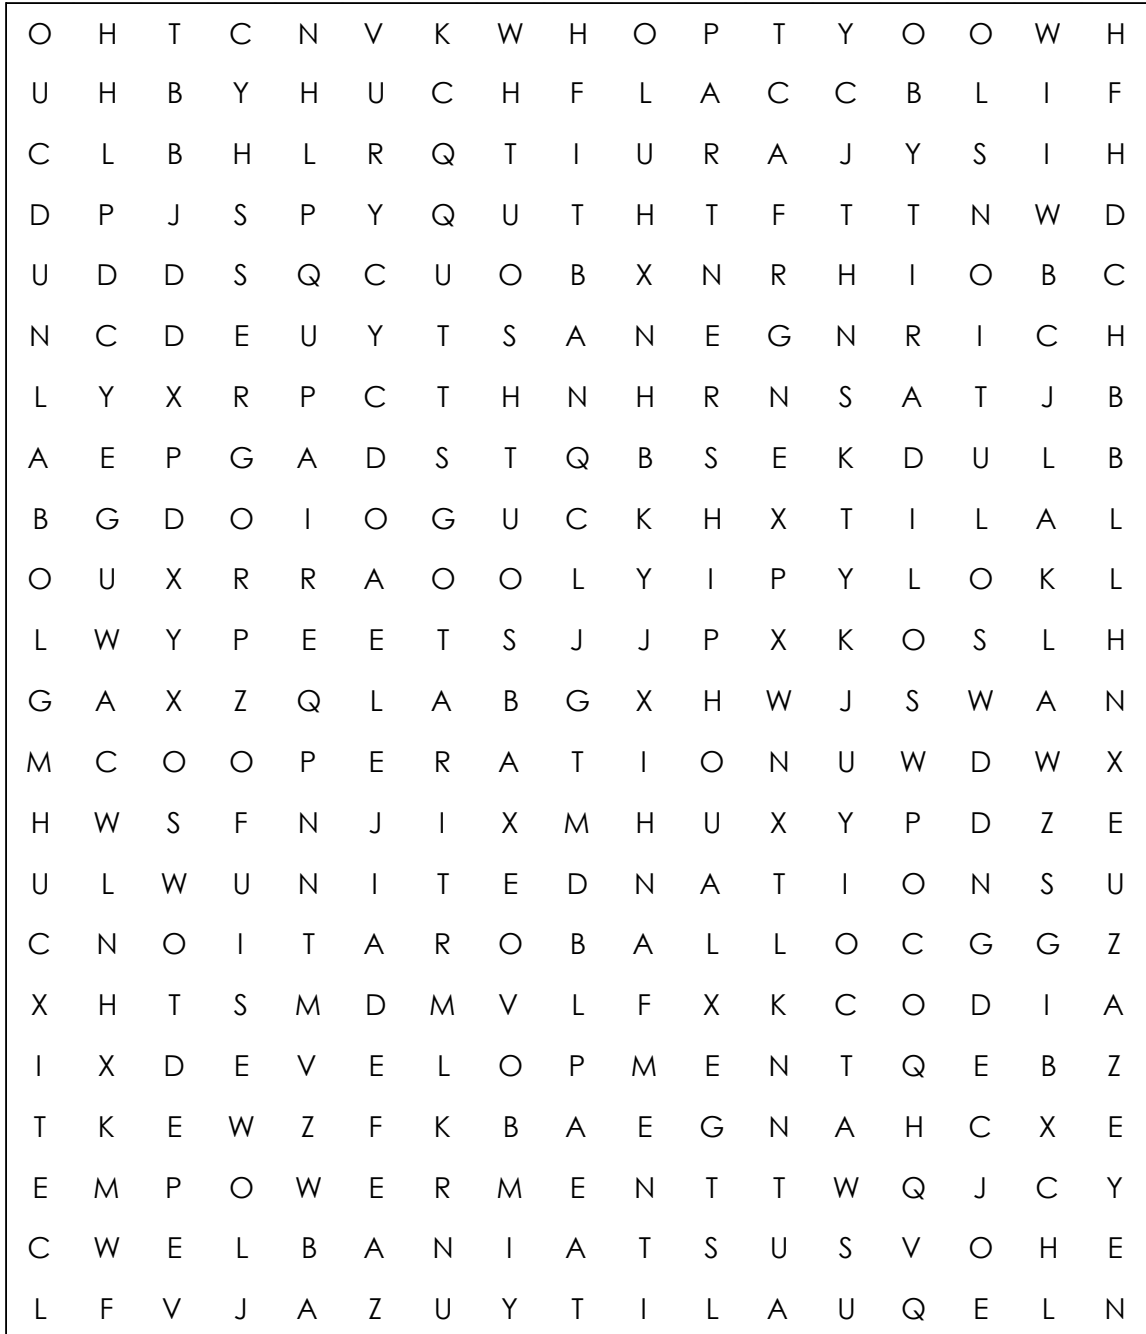 O H T C N V K W H O P T Y O O W H
U H B Y H U C H F L A C C B L I F
C L B H L R Q T I U R A J Y S I H
D P J S P Y Q U T H T F T T N W D
U D D S Q C U O B X N R H I O B C
N C D E U Y T S A N E G N R I C H
L Y X R P C T H N H R N S A T J B
A E P G A D S T Q B S E K D U L B
B G D O I O G U C K H X T I L A L
O U X R R A O O L Y I P Y L O K L
L W Y P E E T S J J P X K O S L H
G A X Z Q L A B G X H W J S W A N
M C O O P E R A T I O N U W D W X
H W S F N J I X M H U X Y P D Z E
U L W U N I T E D N A T I O N S U
C N O I T A R O B A L L O C G G Z
X H T S M D M V L F X K C O D I A
I X D E V E L O P M E N T Q E B Z
T K E W Z F K B A E G N A H C X E
E M P O W E R M E N T T W Q J C Y
C W E L B A N I A T S U S V O H E
L F V J A Z U Y T I L A U Q E L N